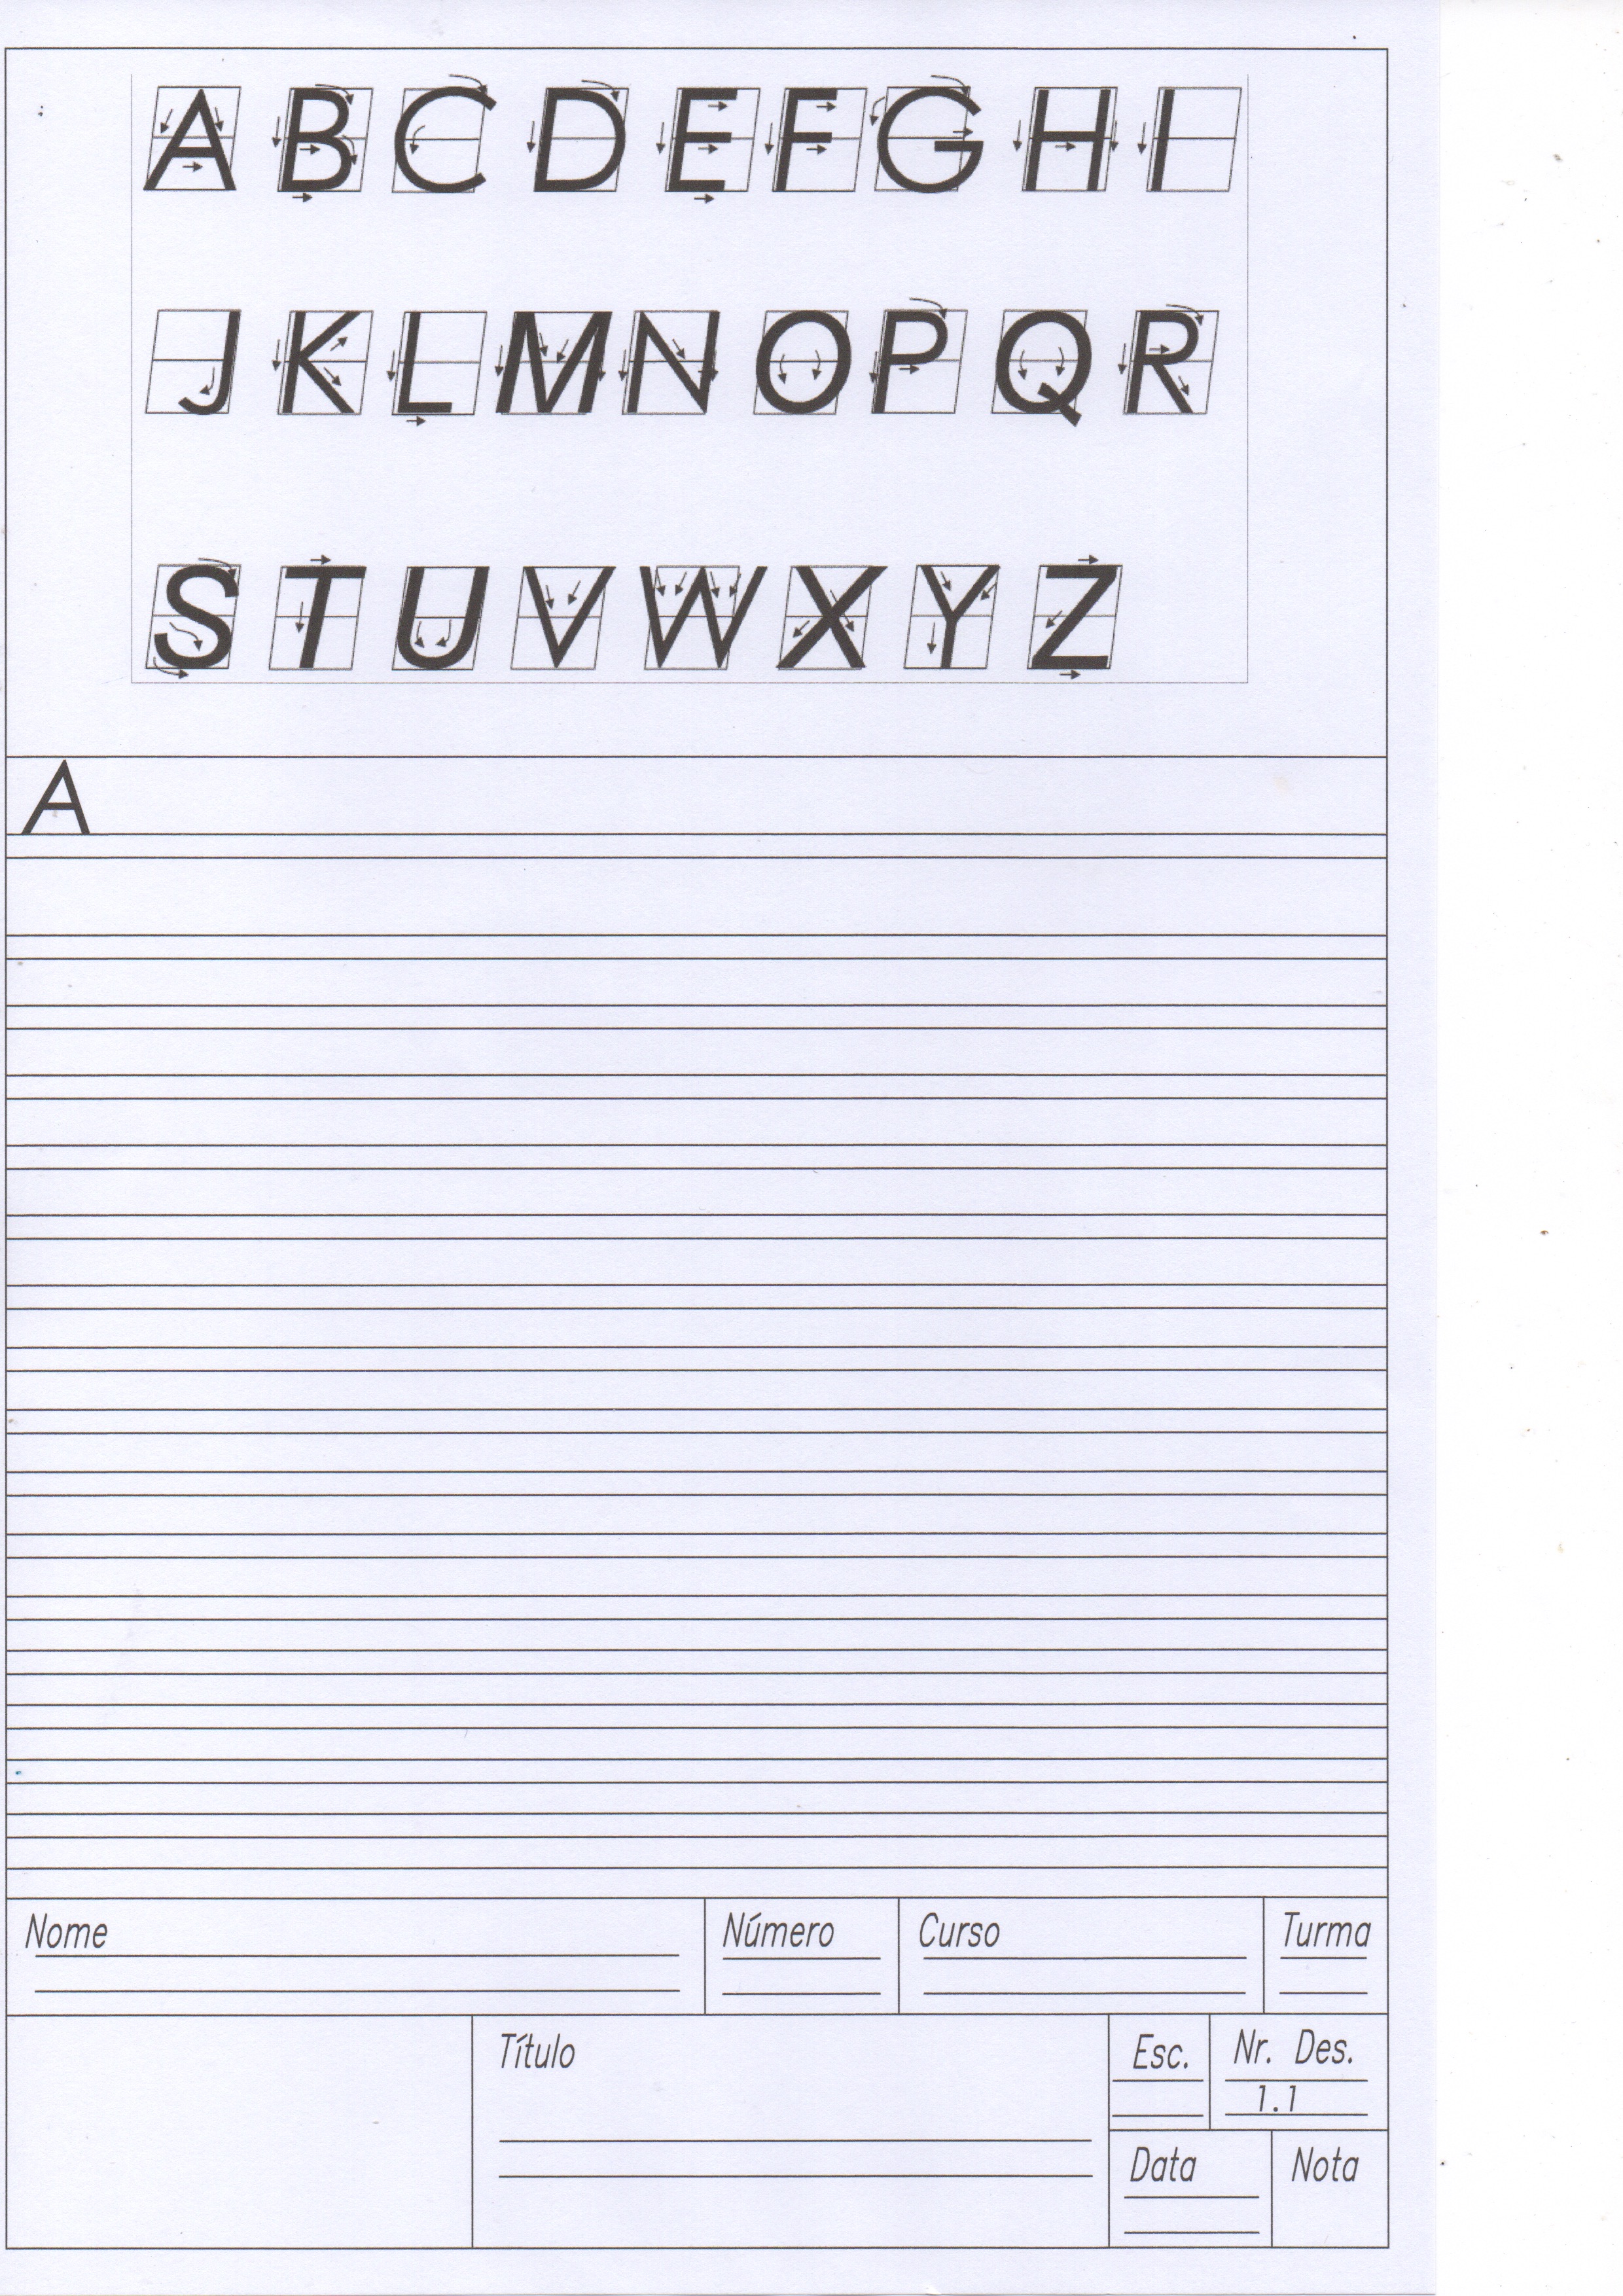 A B C D E F G H I
J K L M N O P Q R
S T U V W X Y Z
A
Nome Número Curso Turma
Título Esc. Nr. Des.
1.1
Data Nota